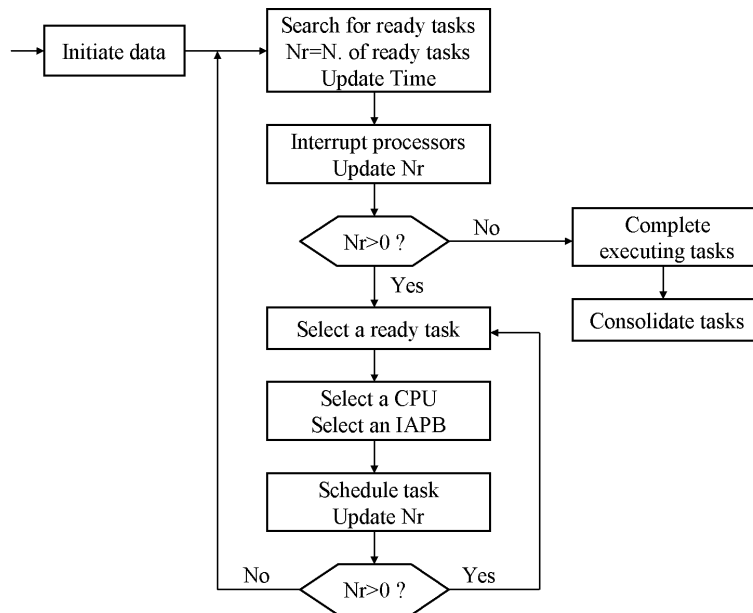 Initiate data
Search for ready tasks
Nr=N. of ready tasks
Update Time
Interrupt processors
Update Nr
Nr>0 ?
No
Complete
executing tasks
Yes
Consolidate tasks
Select a ready task
Select a CPU
Select an IAPB
Schedule task
Update Nr
No
Nr>0 ?
Yes